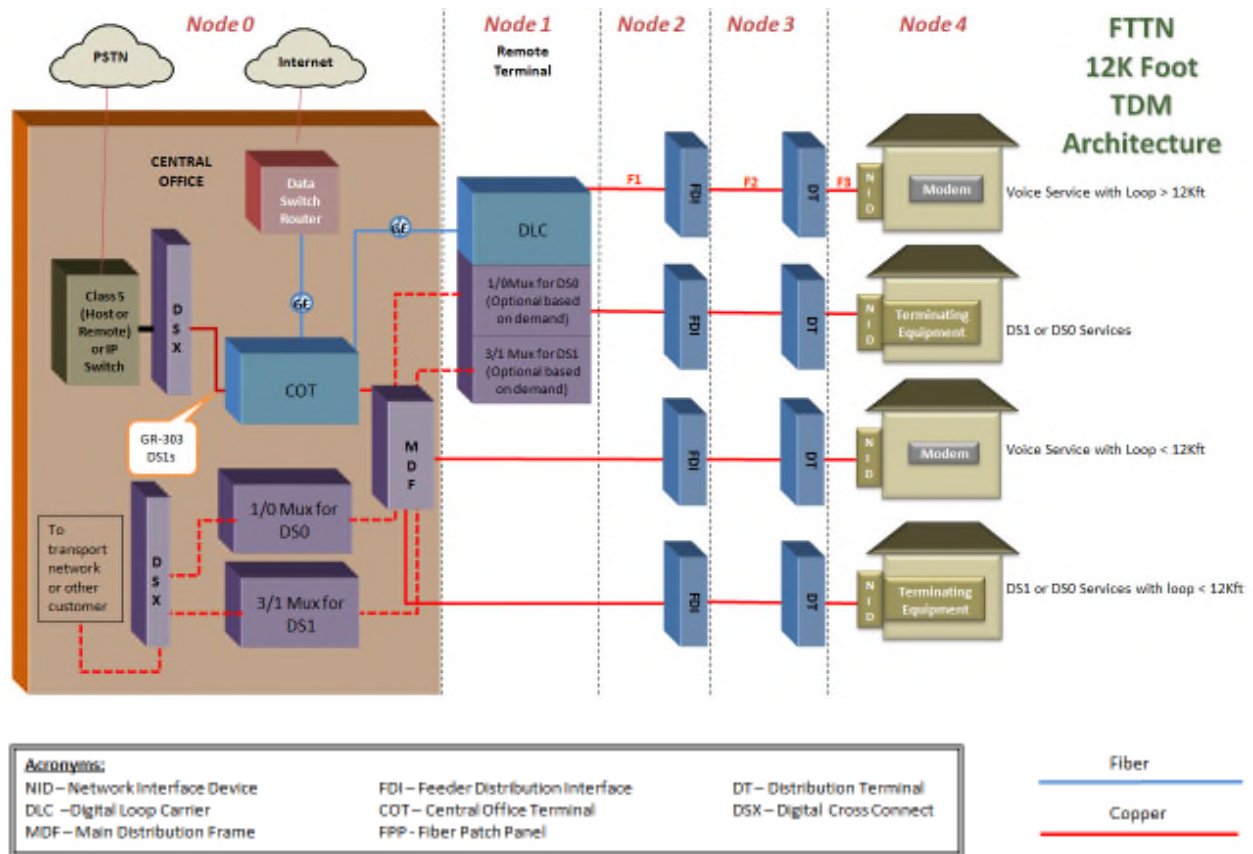 Node 0
Node 1
Node 2
Node 3
Node 4
FTTN
12K Foot
TDM
Architecture
Remote
Terminal
PSTN
Internet
CENTRAL
OFFICE
Data
Switch
Router
GE
GE
Class 5
(Host or
Remote)
or IP
Switch
DSX
COT
GR-303
DS1s
MDF
1/0 Mux for
DS0
3/1 Mux for
DS1
DSX
To
transport
network
or other
customer
DLC
1/0Mux for DS0
(Optional based
on demand)
3/1 Mux for DS1
(Optional based
on demand)
F1
FDI
F2
DT
F3
NID
Modem
Voice Service with Loop > 12Kft
FDI
DT
NID
Terminating
Equipment
DS1 or DS0 Services
FDI
DT
NID
Modem
Voice Service with Loop < 12Kft
FDI
DT
NID
Terminating
Equipment
DS1 or DS0 Services with loop < 12Kft
Acronyms:
NID – Network Interface Device
FDI – Feeder Distribution Interface
DT – Distribution Terminal
DLC –Digital Loop Carrier
COT – Central Office Terminal
DSX – Digital Cross Connect
MDF – Main Distribution Frame
FPP - Fiber Patch Panel
Fiber
Copper